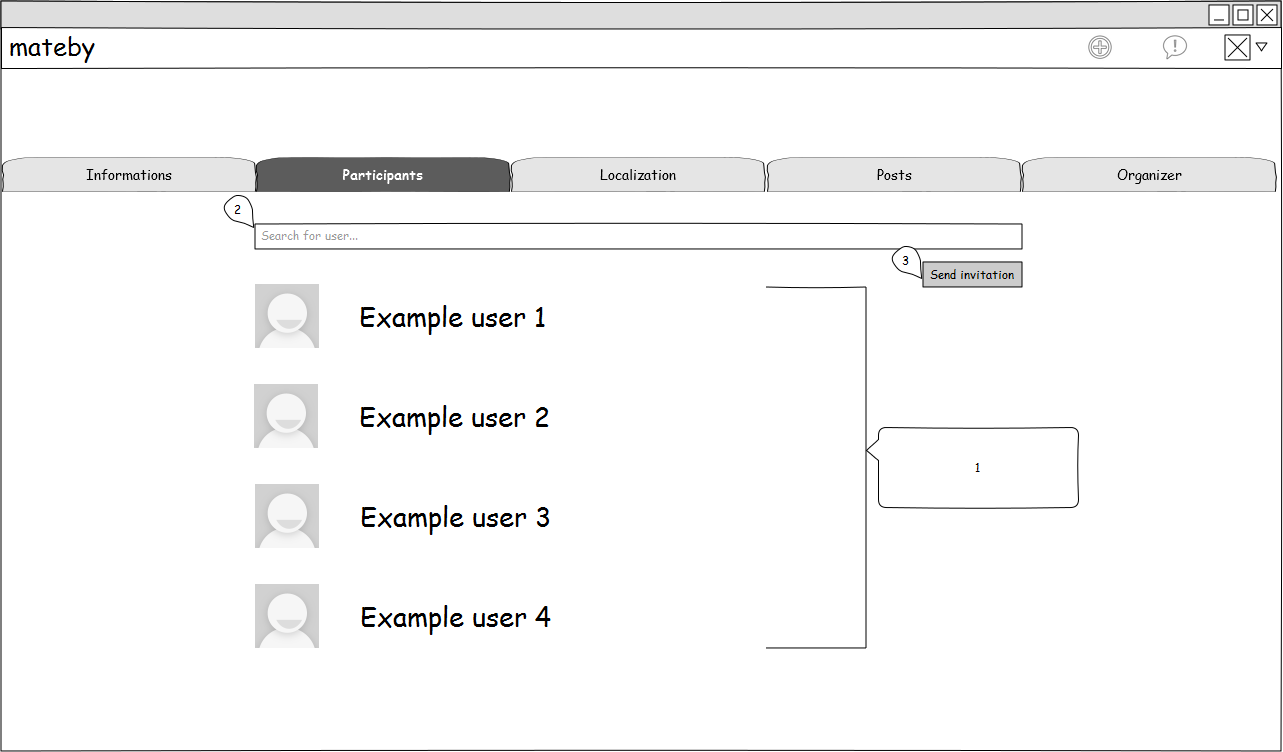 mateby
Informations
Participants
Localization
Posts
Organizer
2
Search for user...
3
Send invitation
Example user 1
Example user 2
1
Example user 3
Example user 4